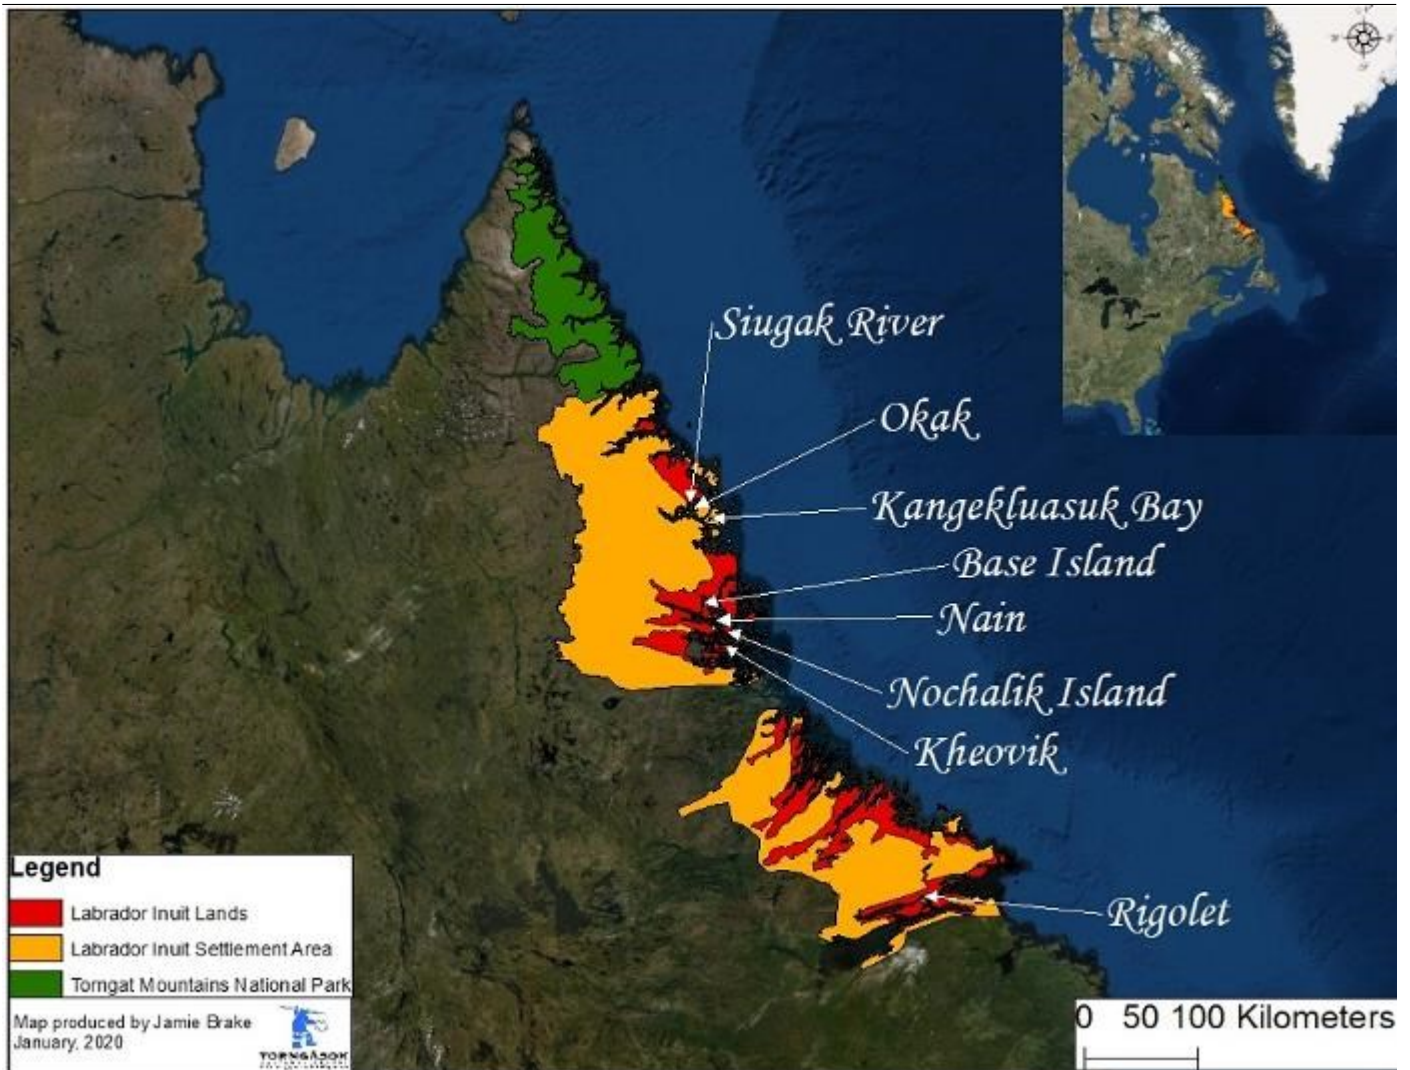 Siugak River
Okak
Kangekluasuk Bay
Base Island
Nain
Nochalik Island
Kheovik
Rigolet
Legend
Labrador Inuit Lands
Labrador Inuit Settlement Area
Torngat Mountains National Park
Map produced by Jamie Brake
January, 2020
TORNGÂSOK
0 50 100 Kilometers